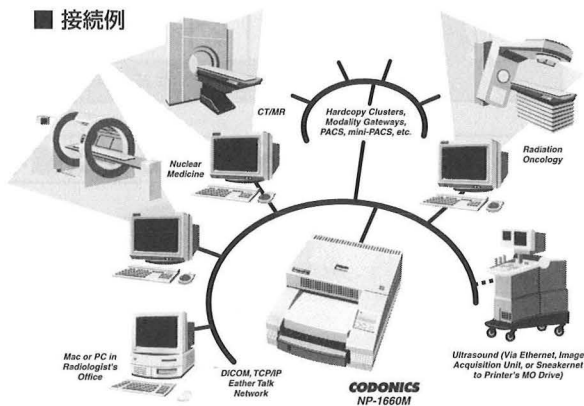 ■ 接続例
CT/MR
Hardcopy Clusters,
Modality Gateways,
PACS, mini-PACS, etc.
Radiation
Oncology
Nuclear
Medicine
Mac or PC in
Radiologist's
Office
DICOM, TCP/IP
Eather Talk
Network
CODONICS
NP-1660M
Ultrasound (Via Ethernet, Image
Acquisition Unit, or Sneakernet
to Printer's MO Drive)